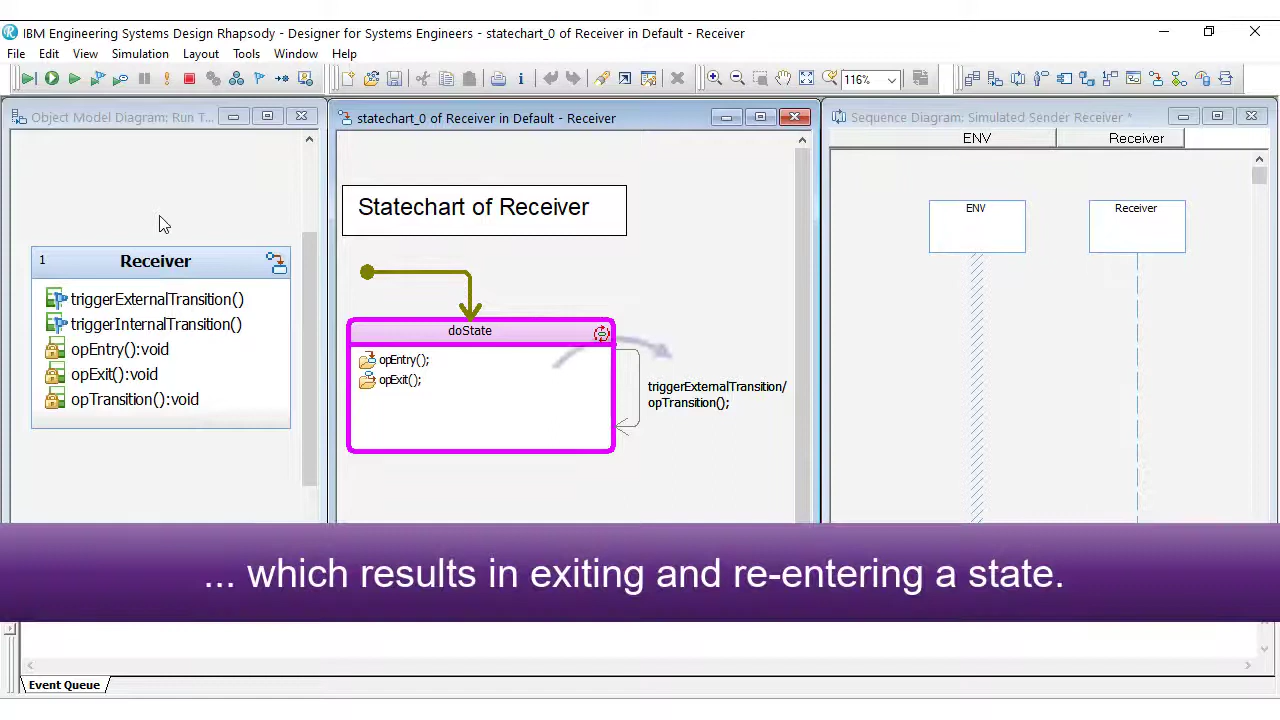 IBM Engineering Systems Design Rhapsody - Designer for Systems Engineers - statechart_0 of Receiver in Default - Receiver
File Edit View Simulation Layout Tools Window Help
116%
Object Model Diagram: Run T...
statechart_0 of Receiver in Default - Receiver
Sequence Diagram: Simulated Sender Receiver *
ENV Receiver
Statechart of Receiver
ENV Receiver
1 Receiver
triggerExternalTransition()
triggerInternalTransition()
opEntry():void
opExit():void
opTransition():void
doState
opEntry();
opExit();
triggerExternalTransition/
opTransition();
... which results in exiting and re-entering a state.
Event Queue